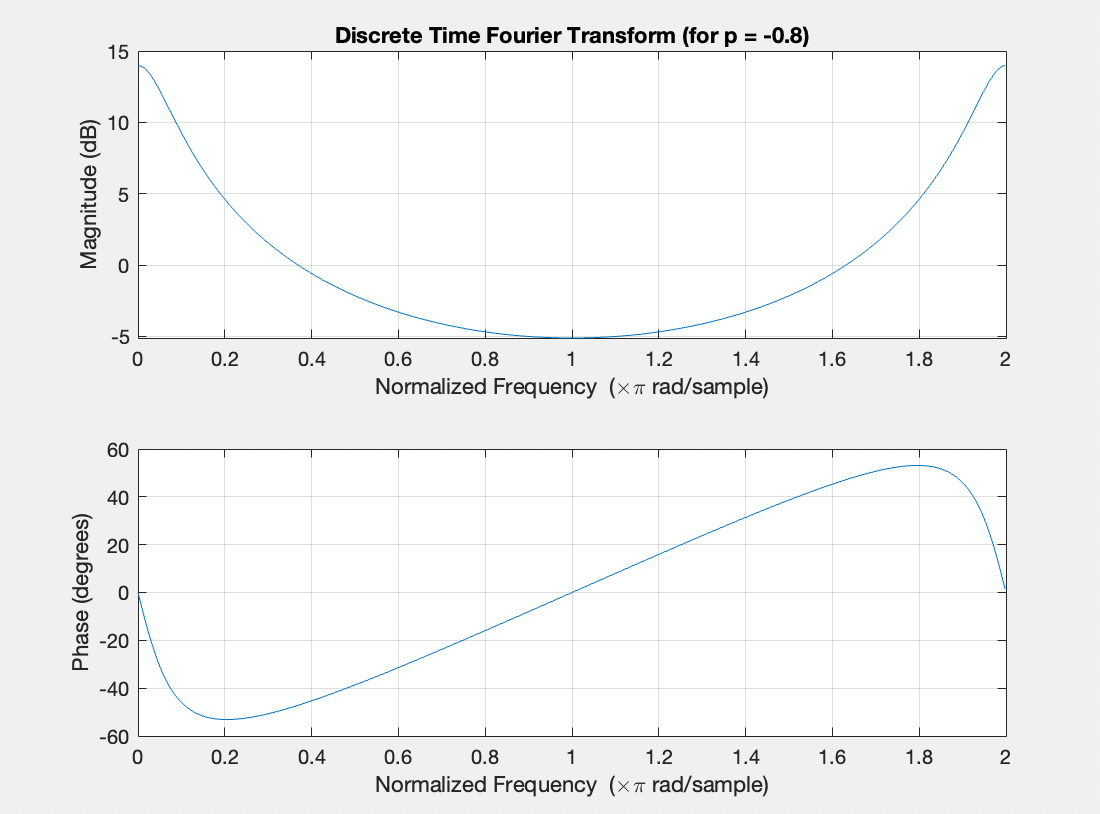 Discrete Time Fourier Transform (for p = -0.8)
15
10
5
0
-5
Magnitude (dB)
0 0.2 0.4 0.6 0.8 1 1.2 1.4 1.6 1.8 2
Normalized Frequency (×π rad/sample)
60
40
20
0
-20
-40
-60
Phase (degrees)
0 0.2 0.4 0.6 0.8 1 1.2 1.4 1.6 1.8 2
Normalized Frequency (×π rad/sample)